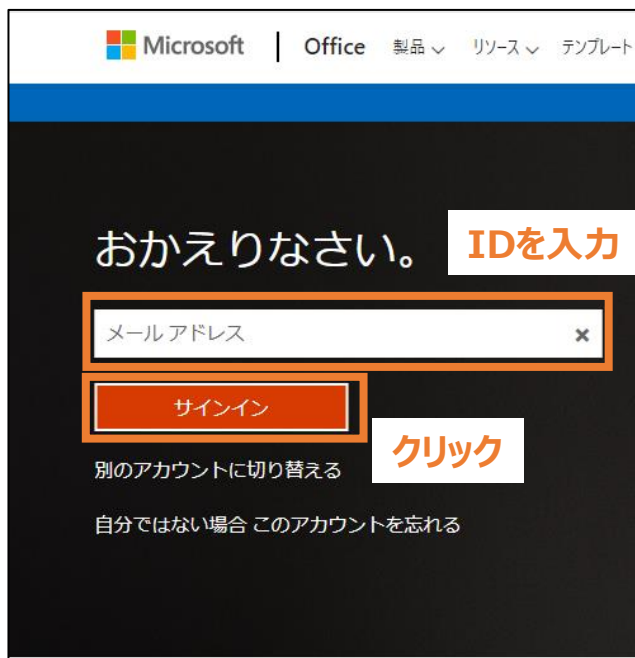 Microsoft | Office 製品 リソース テンプレート
おかえりなさい。
IDを入力
メール アドレス
サインイン
クリック
別のアカウントに切り替える
自分ではない場合 このアカウントを忘れる